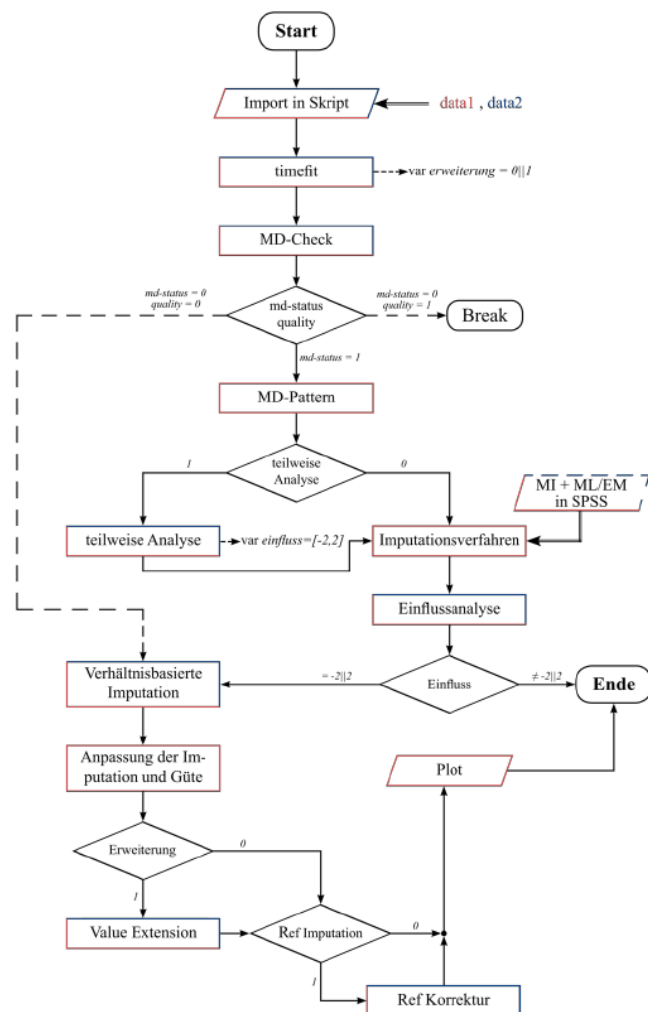 Start
Import in Skript
data1 , data2
timefit
var erweiterung = 0||1
MD-Check
md-status = 0
quality = 0
md-status
quality
md-status = 0
quality = 1
Break
md-status = 1
MD-Pattern
1
teilweise
Analyse
0
MI + ML/EM
in SPSS
teilweise Analyse
var einfluss=[-2,2]
Imputationsverfahren
Einflussanalyse
Verhältnisbasierte
Imputation
= -2||2
Einfluss
≠ -2||2
Ende
Anpassung der Im-
putation und Güte
Plot
Erweiterung
0
1
Value Extension
Ref Imputation
0
1
Ref Korrektur